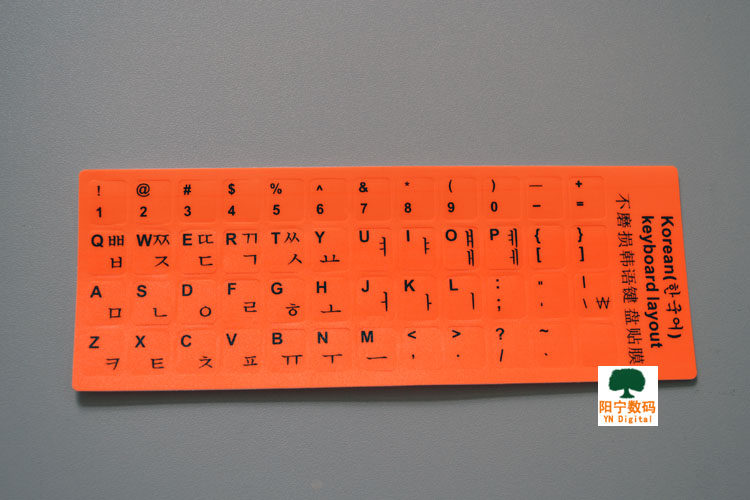 ! @ # $ % ^ & * ( ) — +
1 2 3 4 5 6 7 8 9 0 - =
Q ㅃ W ㅉ E ㄸ R ㄲ T ㅆ Y U I O ㅒ P ㅖ { }
ㅂ ㅈ ㄷ ㄱ ㅅ ㅛ ㅕ ㅑ ㅐ ㅔ [ ]
A S D F G H J K L : " |
ㅁ ㄴ ㅇ ㄹ ㅎ ㅗ ㅓ ㅏ ㅣ ; ' \ ₩
Z X C V B N M < > ? ~
ㅋ ㅌ ㅊ ㅍ ㅠ ㅜ ㅡ , . / `
Korean(한국어)
keyboard layout
不磨损韩语键盘贴膜
阳宁数码
YN Digital